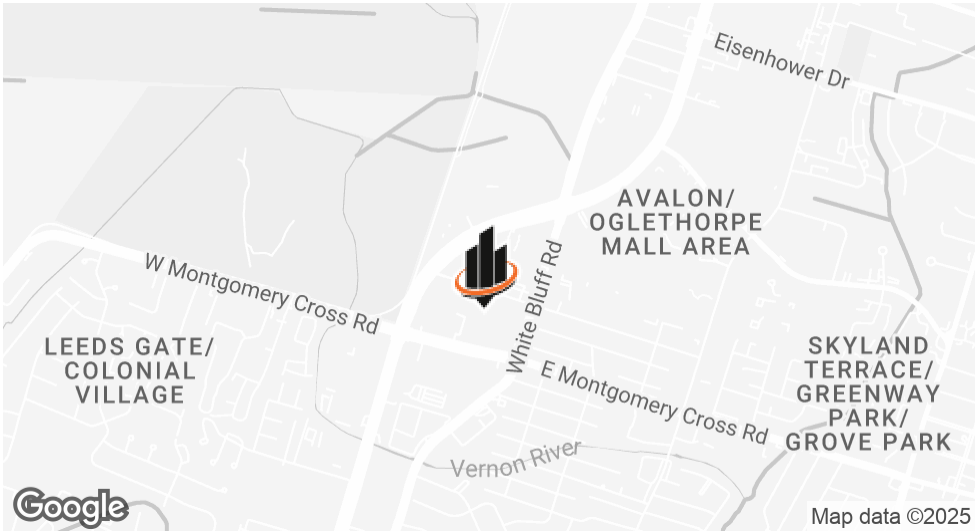 Eisenhower Dr
AVALON/
OGLETHORPE
MALL AREA
W Montgomery Cross Rd
White Bluff Rd
LEEDS GATE/
COLONIAL
VILLAGE
SKYLAND
TERRACE/
GREENWAY
PARK/
GROVE PARK
E Montgomery Cross Rd
Vernon River
Google
Map data ©2025